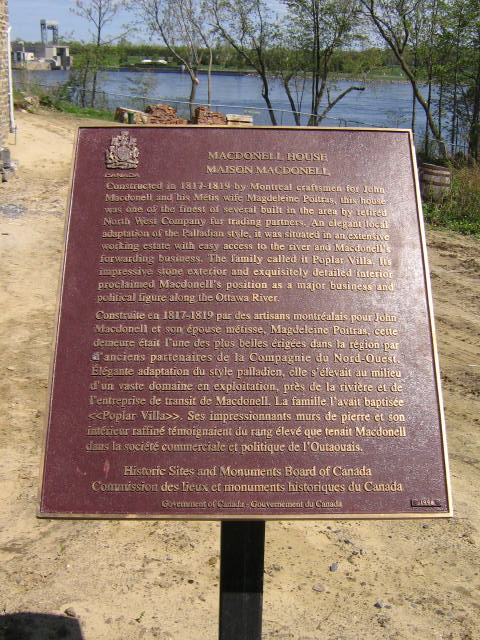 CANADA
MACDONELL HOUSE
MAISON MACDONELL
Constructed in 1817-1819 by Montreal craftsmen for John
Macdonell and his Métis wife Magdeleine Poitras, this house
was one of the finest of several built in the area by retired
North West Company fur trading partners. An elegant local
adaptation of the Palladian style, it was situated in an extensive
working estate with easy access to the river and Macdonell's
forwarding business. The family called it Poplar Villa. Its
impressive stone exterior and exquisitely detailed interior
proclaimed Macdonell's position as a major business and
political figure along the Ottawa River.
Construite en 1817-1819 par des artisans montréalais pour John
Macdonell et son épouse métisse, Magdeleine Poitras, cette
demeure était l'une des plus belles érigées dans la région par
d'anciens partenaires de la Compagnie du Nord-Ouest.
Élégante adaptation du style palladien, elle s'élevait au milieu
d'un vaste domaine en exploitation, près de la rivière et de
l'entreprise de transit de Macdonell. La famille l'avait baptisée
<<Poplar Villa>>. Ses impressionnants murs de pierre et son
intérieur raffiné témoignaient du rang élevé que tenait Macdonell
dans la société commerciale et politique de l'Outaouais.
Historic Sites and Monuments Board of Canada
Commission des lieux et monuments historiques du Canada
Government of Canada - Gouvernement du Canada